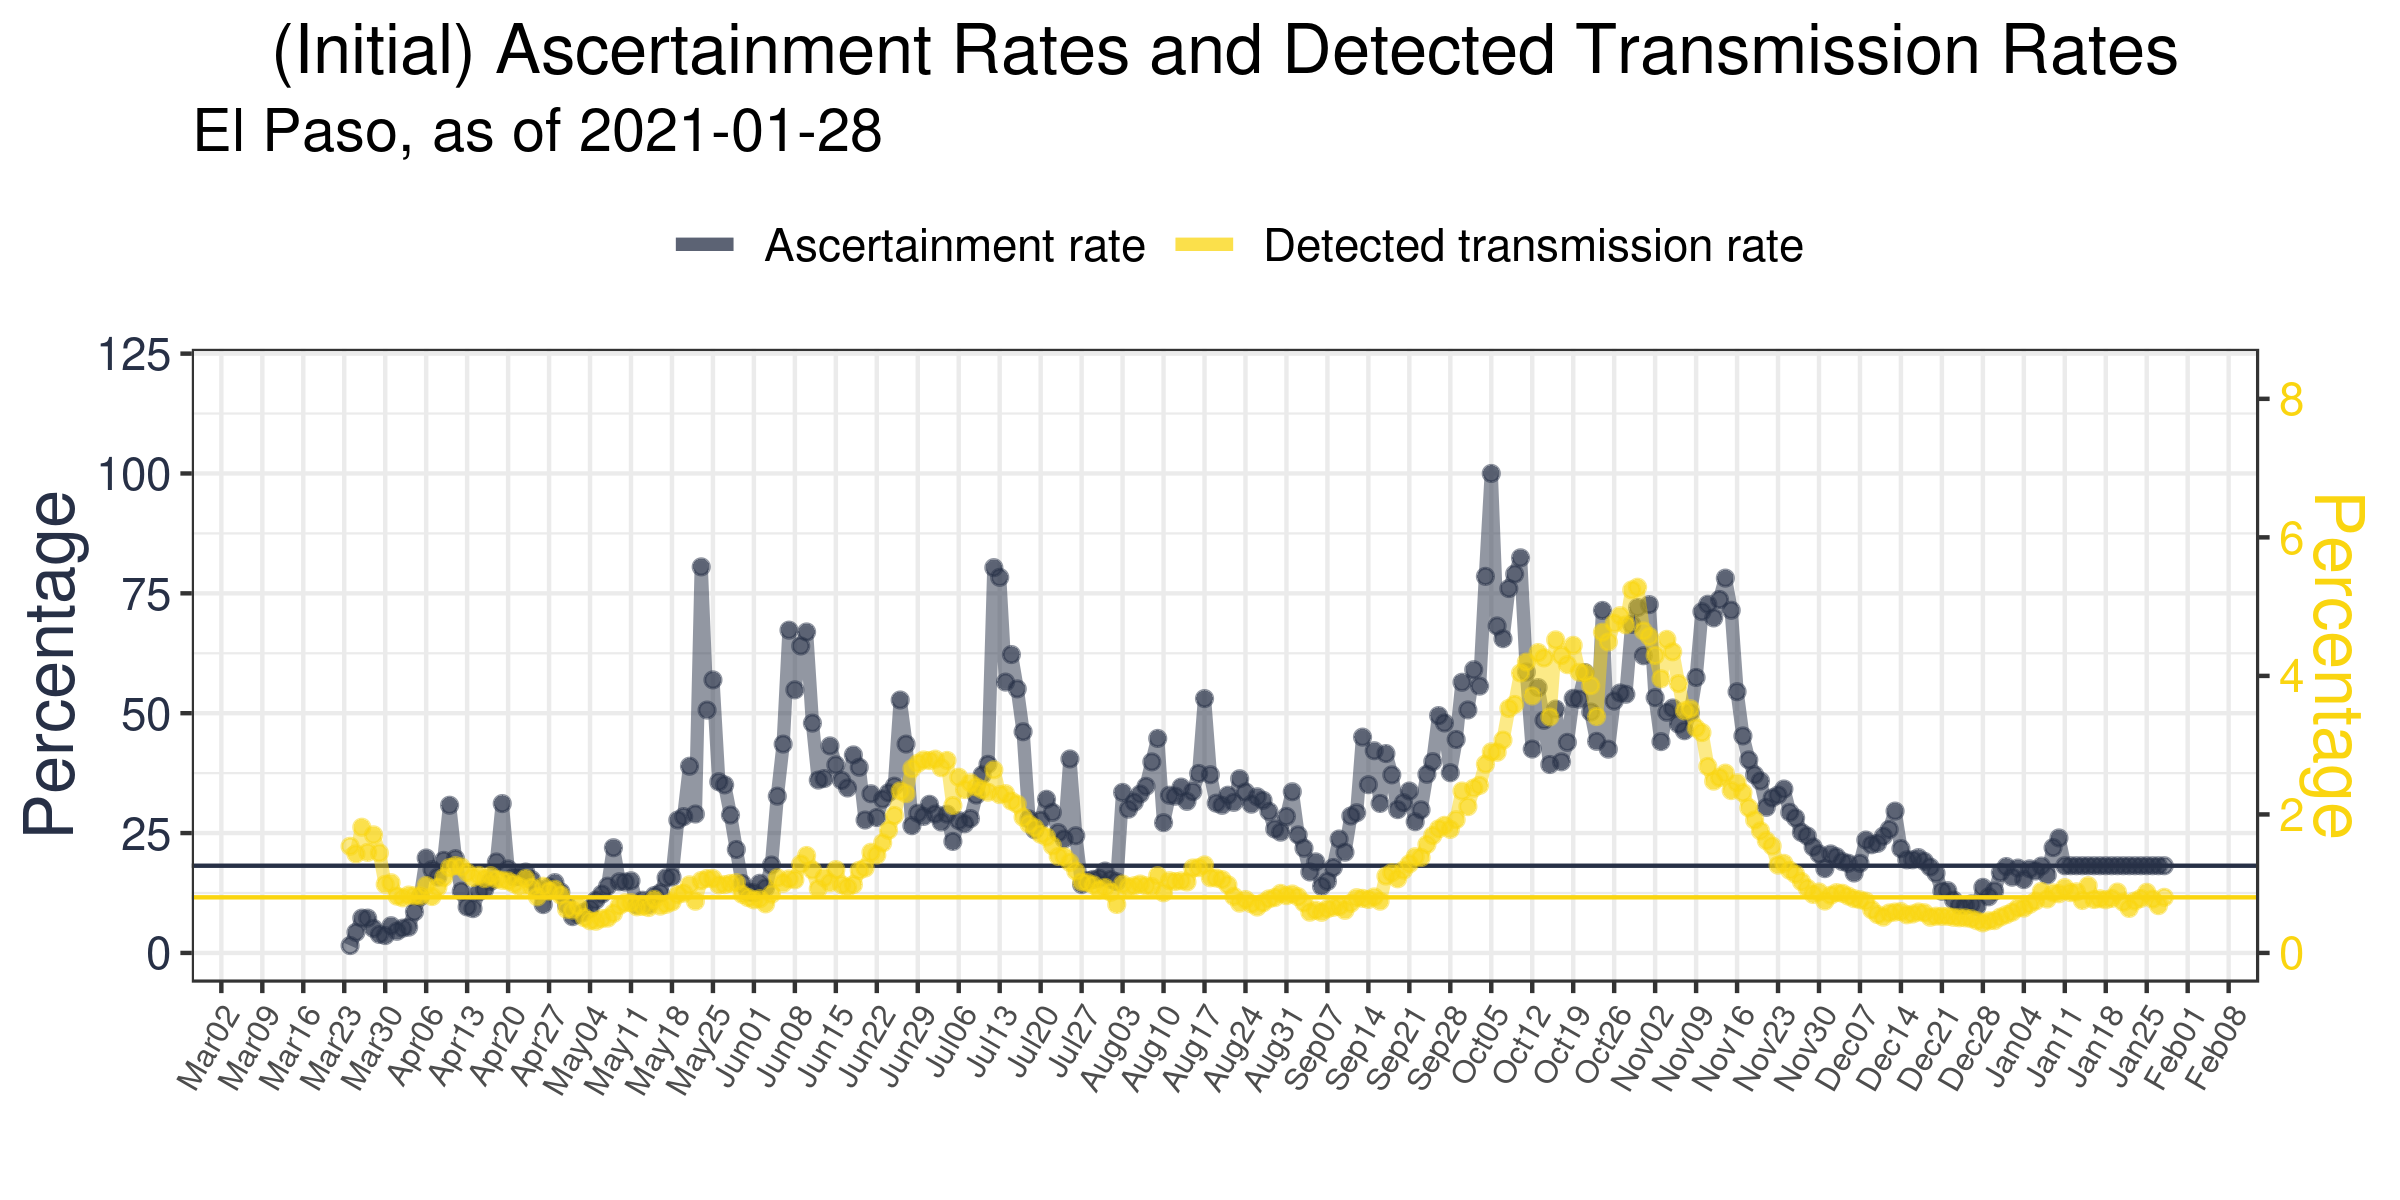 (Initial) Ascertainment Rates and Detected Transmission Rates
El Paso, as of 2021-01-28
Ascertainment rate
Detected transmission rate
125
100
75
50
25
0
Percentage
8
6
4
2
0
Percentage
Mar02
Mar09
Mar16
Mar23
Mar30
Apr06
Apr13
Apr20
Apr27
May04
May11
May18
May25
Jun01
Jun08
Jun15
Jun22
Jun29
Jul06
Jul13
Jul20
Jul27
Aug03
Aug10
Aug17
Aug24
Aug31
Sep07
Sep14
Sep21
Sep28
Oct05
Oct12
Oct19
Oct26
Nov02
Nov09
Nov16
Nov23
Nov30
Dec07
Dec14
Dec21
Dec28
Jan04
Jan11
Jan18
Jan25
Feb01
Feb08